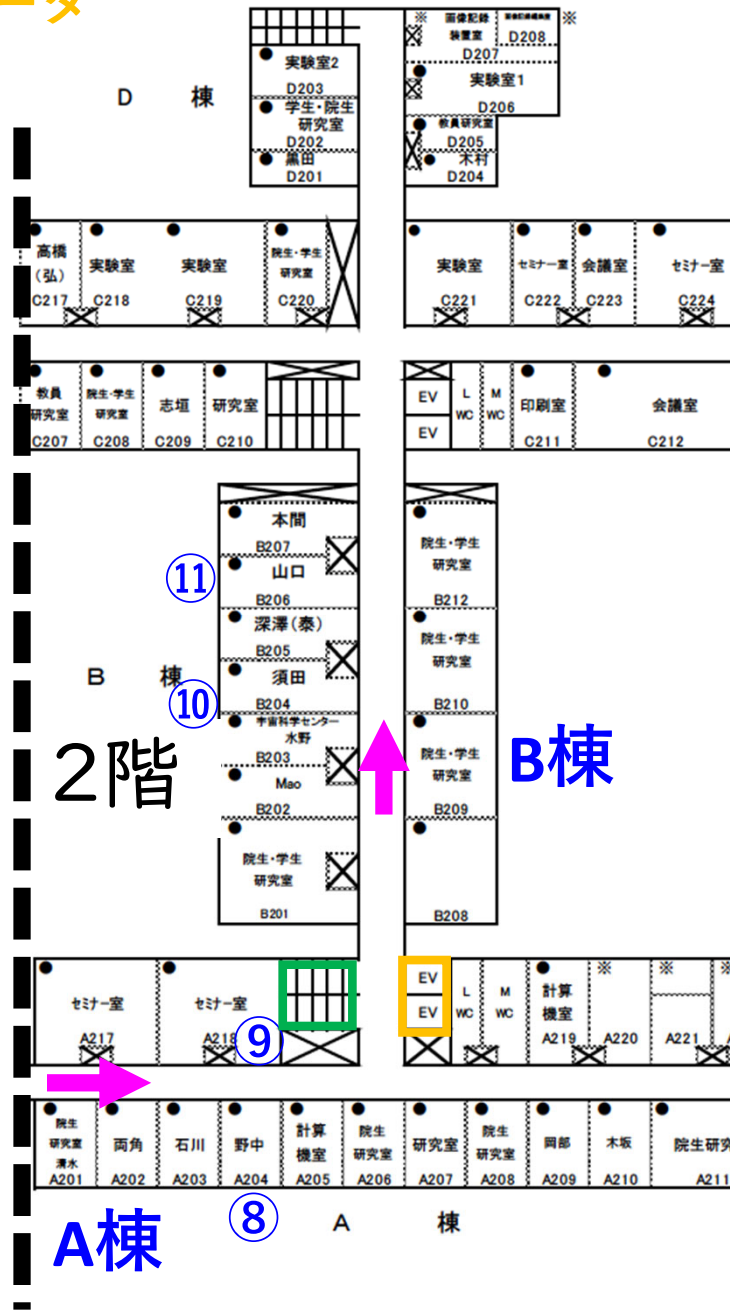 ータ
※ 画像記録 ※
装置室 D208
D207
実験室2
D203
実験室1
D206
D 棟
学生・院生
研究室
D202
教員研究室
D205
黒田
D201
木村
D204
高橋
(弘)
C217
実験室
C218
実験室
C219
院生・学生
研究室
C220
実験室
C221
セミナー室
C222
会議室
C223
セミナー室
C224
教員
研究室
C207
院生・学生
研究室
C208
志垣
C209
研究室
C210
EV
EV
L
WC
M
WC
印刷室
C211
会議室
C212
本間
B207
⑪
山口
B206
深澤(泰)
B205
B 棟
須田
B204
⑩
宇宙科学センター
水野
B203
Mao
B202
院生・学生
研究室
B201
院生・学生
研究室
B212
院生・学生
研究室
B210
院生・学生
研究室
B209
B208
2階
B棟
セミナー室
A217
セミナー室
A218
⑨
EV
EV
L
WC
M
WC
計算
機室
A219
※
A220
※
A221
※
院生
研究室
清水
A201
両角
A202
石川
A203
野中
A204
計算
機室
A205
院生
研究室
A206
研究室
A207
院生
研究室
A208
岡部
A209
木坂
A210
院生研究
A211
⑧
A 棟
A棟